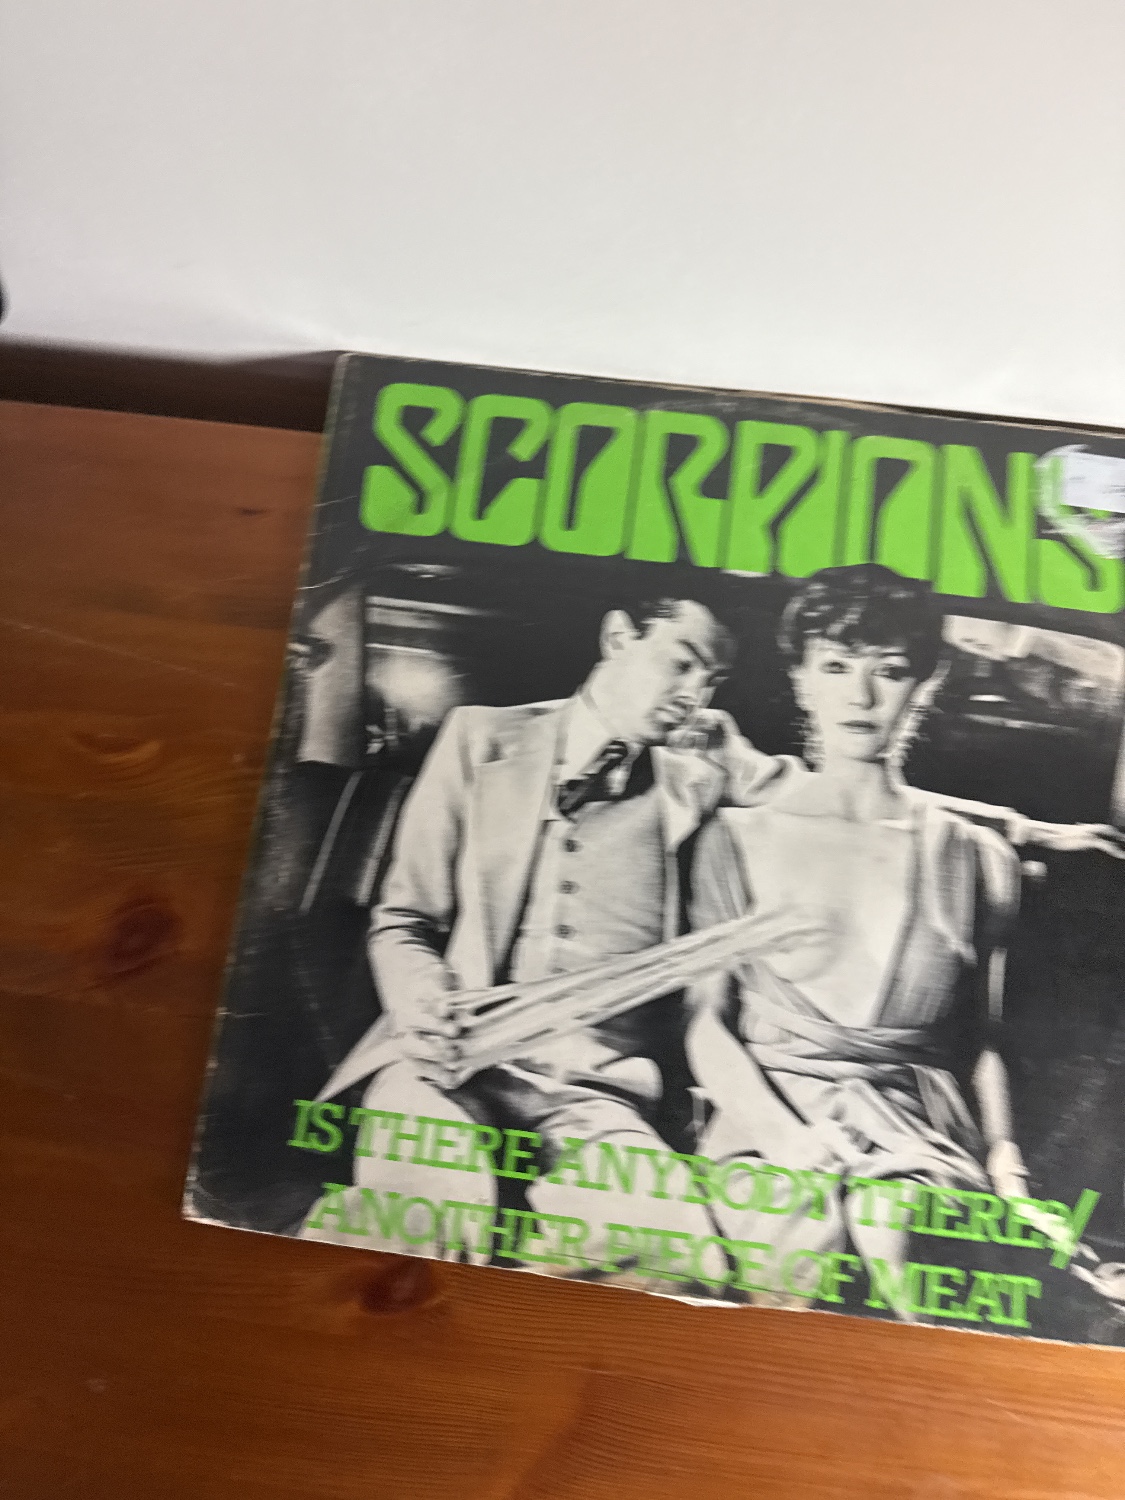 SCORPIONS
IS THERE ANYBODY THERE?/
ANOTHER PIECE OF MEAT